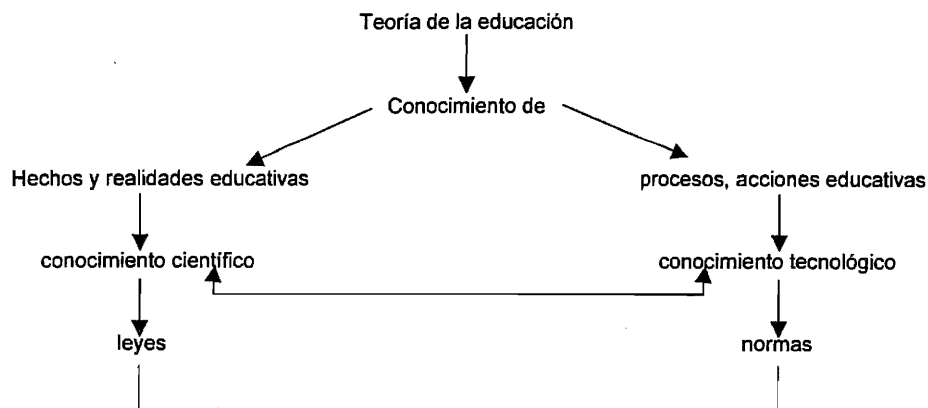 Teoría de la educación
Conocimiento de
Hechos y realidades educativas
procesos, acciones educativas
conocimiento científico
conocimiento tecnológico
leyes
normas